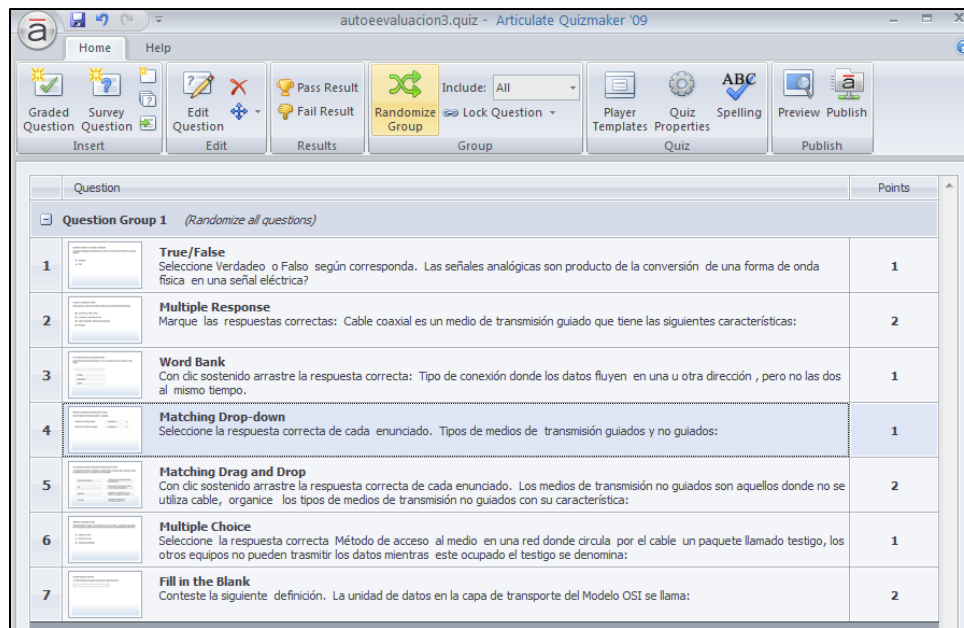 autoeevaluacion3.quiz - Articulate Quizmaker '09
Home Help
Graded Question
Survey Question
Insert
Edit Question
Edit
Pass Result
Fail Result
Results
Randomize Group
Include: All
Lock Question
Group
Player Templates
Quiz Properties
ABC
Spelling
Quiz
Preview Publish
Publish
Question Points
Question Group 1 (Randomize all questions)
1 True/False
Seleccione Verdadeo o Falso según corresponda. Las señales analógicas son producto de la conversión de una forma de onda
física en una señal eléctrica?
1
2 Multiple Response
Marque las respuestas correctas: Cable coaxial es un medio de transmisión guiado que tiene las siguientes características:
2
3 Word Bank
Con clic sostenido arrastre la respuesta correcta: Tipo de conexión donde los datos fluyen en una u otra dirección , pero no las dos
al mismo tiempo.
1
4 Matching Drop-down
Seleccione la respuesta correcta de cada enunciado. Tipos de medios de transmisión guiados y no guiados:
1
5 Matching Drag and Drop
Con clic sostenido arrastre la respuesta correcta de cada enunciado. Los medios de transmisión no guiados son aquellos donde no se
utiliza cable, organice los tipos de medios de transmisión no guiados con su característica:
2
6 Multiple Choice
Seleccione la respuesta correcta Método de acceso al medio en una red donde circula por el cable un paquete llamado testigo, los
otros equipos no pueden trasmitir los datos mientras este ocupado el testigo se denomina:
1
7 Fill in the Blank
Conteste la siguiente definición. La unidad de datos en la capa de transporte del Modelo OSI se llama:
2